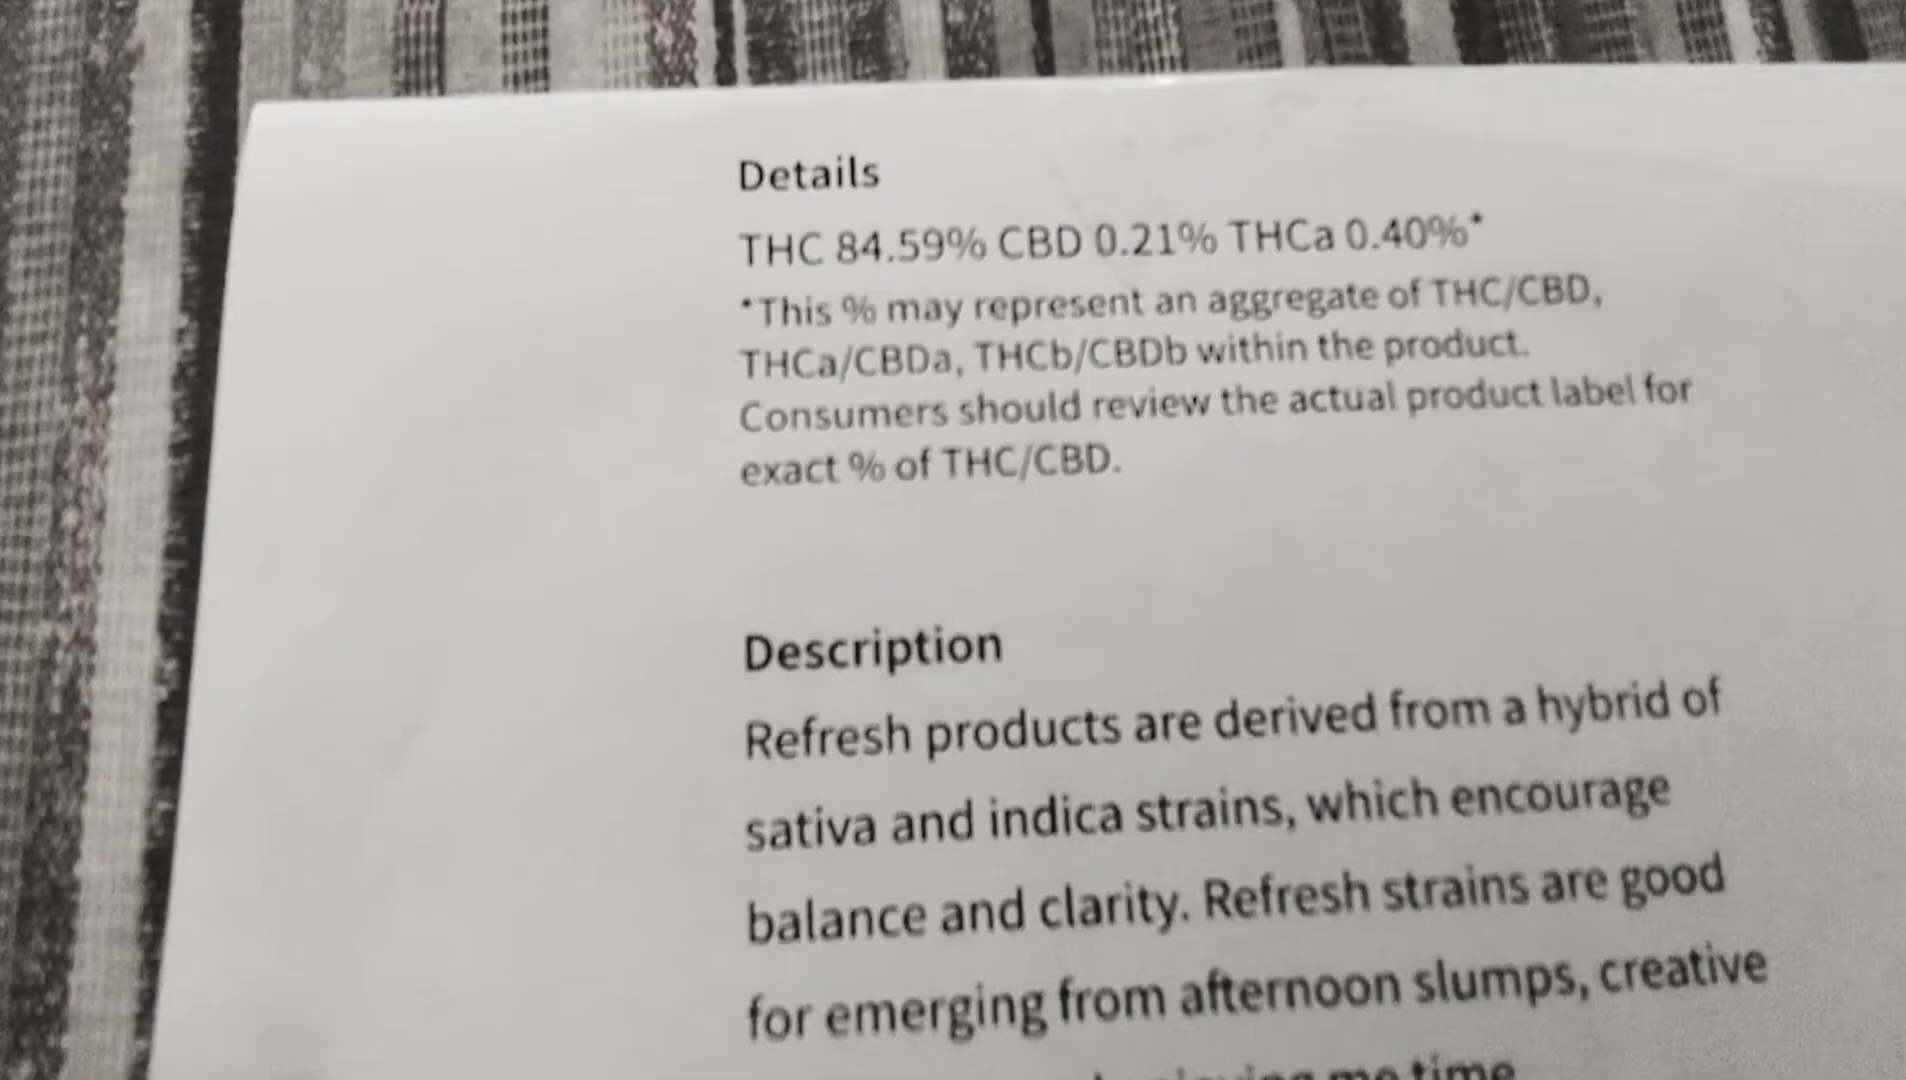 Details
THC 84.59% CBD 0.21% THCa 0.40%*
*This % may represent an aggregate of THC/CBD,
THCa/CBDa, THCb/CBDb within the product.
Consumers should review the actual product label for
exact % of THC/CBD.
Description
Refresh products are derived from a hybrid of
sativa and indica strains, which encourage
balance and clarity. Refresh strains are good
for emerging from afternoon slumps, creative
me time